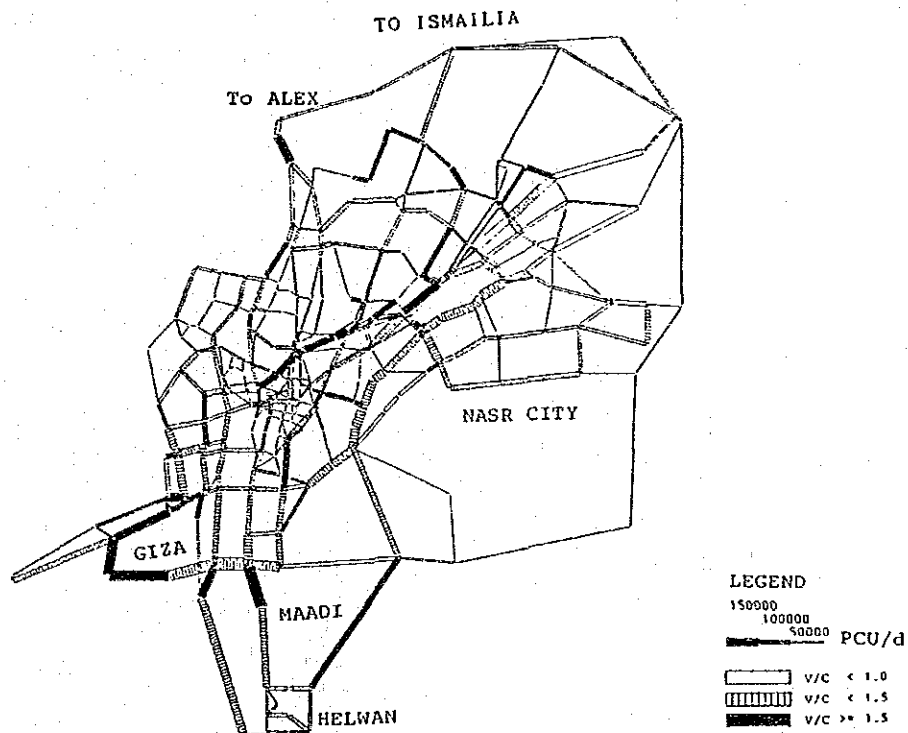 TO ISMAILIA
To ALEX
NASR CITY
GIZA
MAADI
HELWAN
LEGEND
150000
100000
50000 PCU/d
V/C < 1.0
V/C < 1.5
V/C >= 1.5